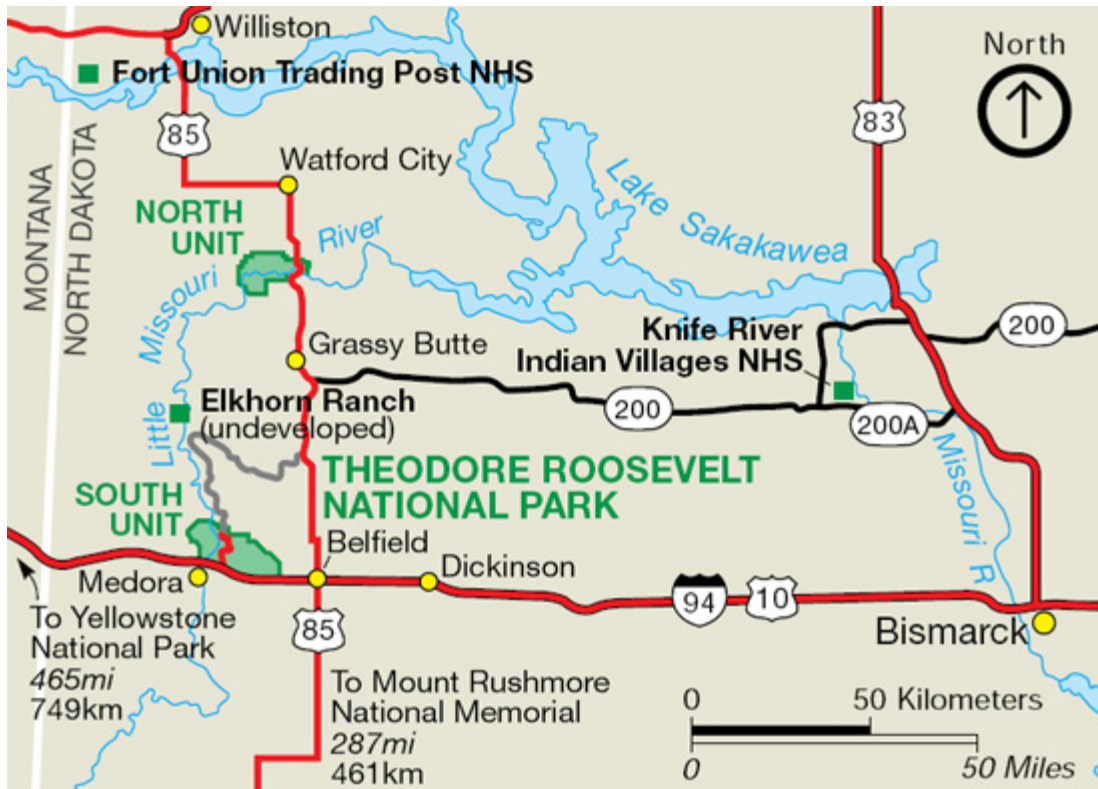 Williston
North
Fort Union Trading Post NHS
85
83
Watford City
MONTANA
NORTH DAKOTA
NORTH
UNIT
River
Lake Sakakawea
Missouri
Little
Knife River
Indian Villages NHS
200
Grassy Butte
200
200A
Elkhorn Ranch
(undeveloped)
THEODORE ROOSEVELT
NATIONAL PARK
Missouri R
SOUTH
UNIT
Belfield
Medora
Dickinson
94
10
85
Bismarck
To Yellowstone
National Park
465mi
749km
To Mount Rushmore
National Memorial
287mi
461km
0 50 Kilometers
0 50 Miles